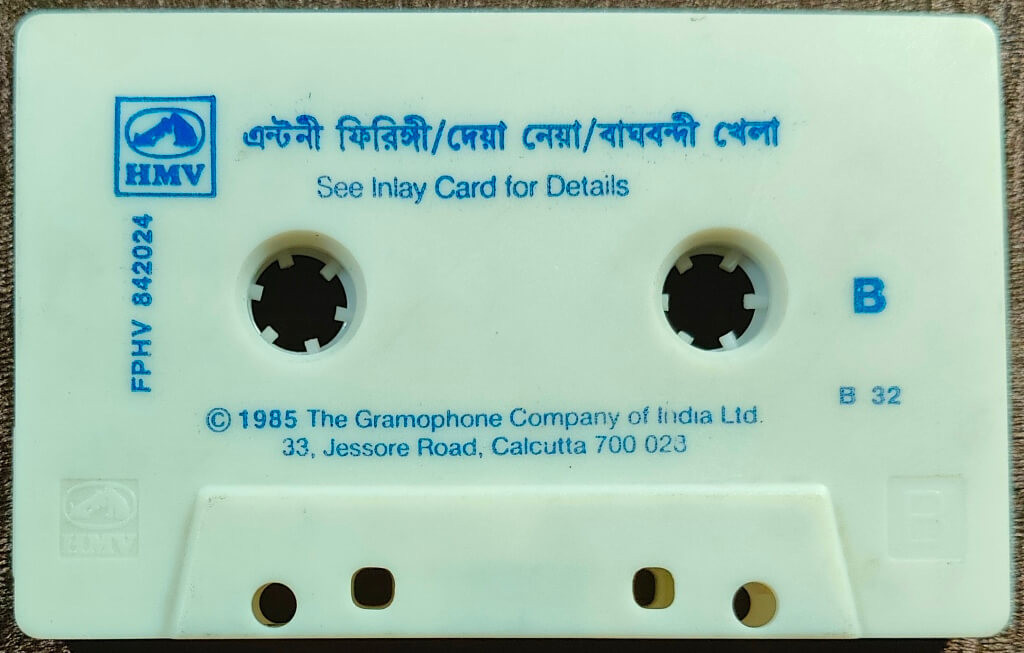 HMV
এন্টনী ফিরিঙ্গী/দেয়া নেয়া/বাঘবন্দী খেলা
See Inlay Card for Details
FPHV 842024
B
B 32
© 1985 The Gramophone Company of India Ltd.
33, Jessore Road, Calcutta 700 028
HMV
B